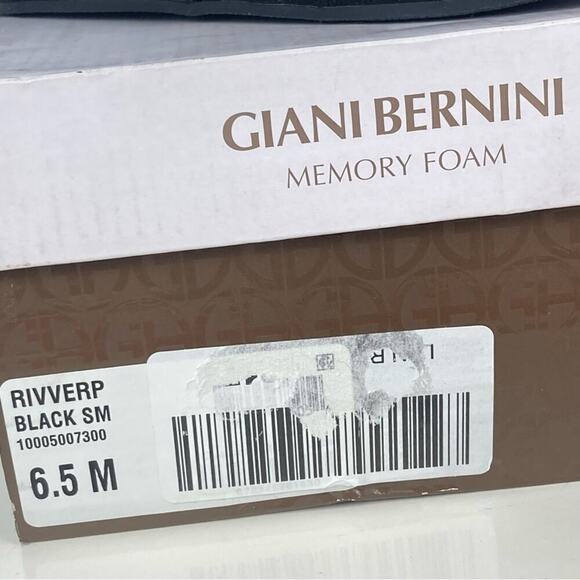 GIANI BERNINI
MEMORY FOAM
RIVVERP
BLACK SM
10005007300
6.5 M